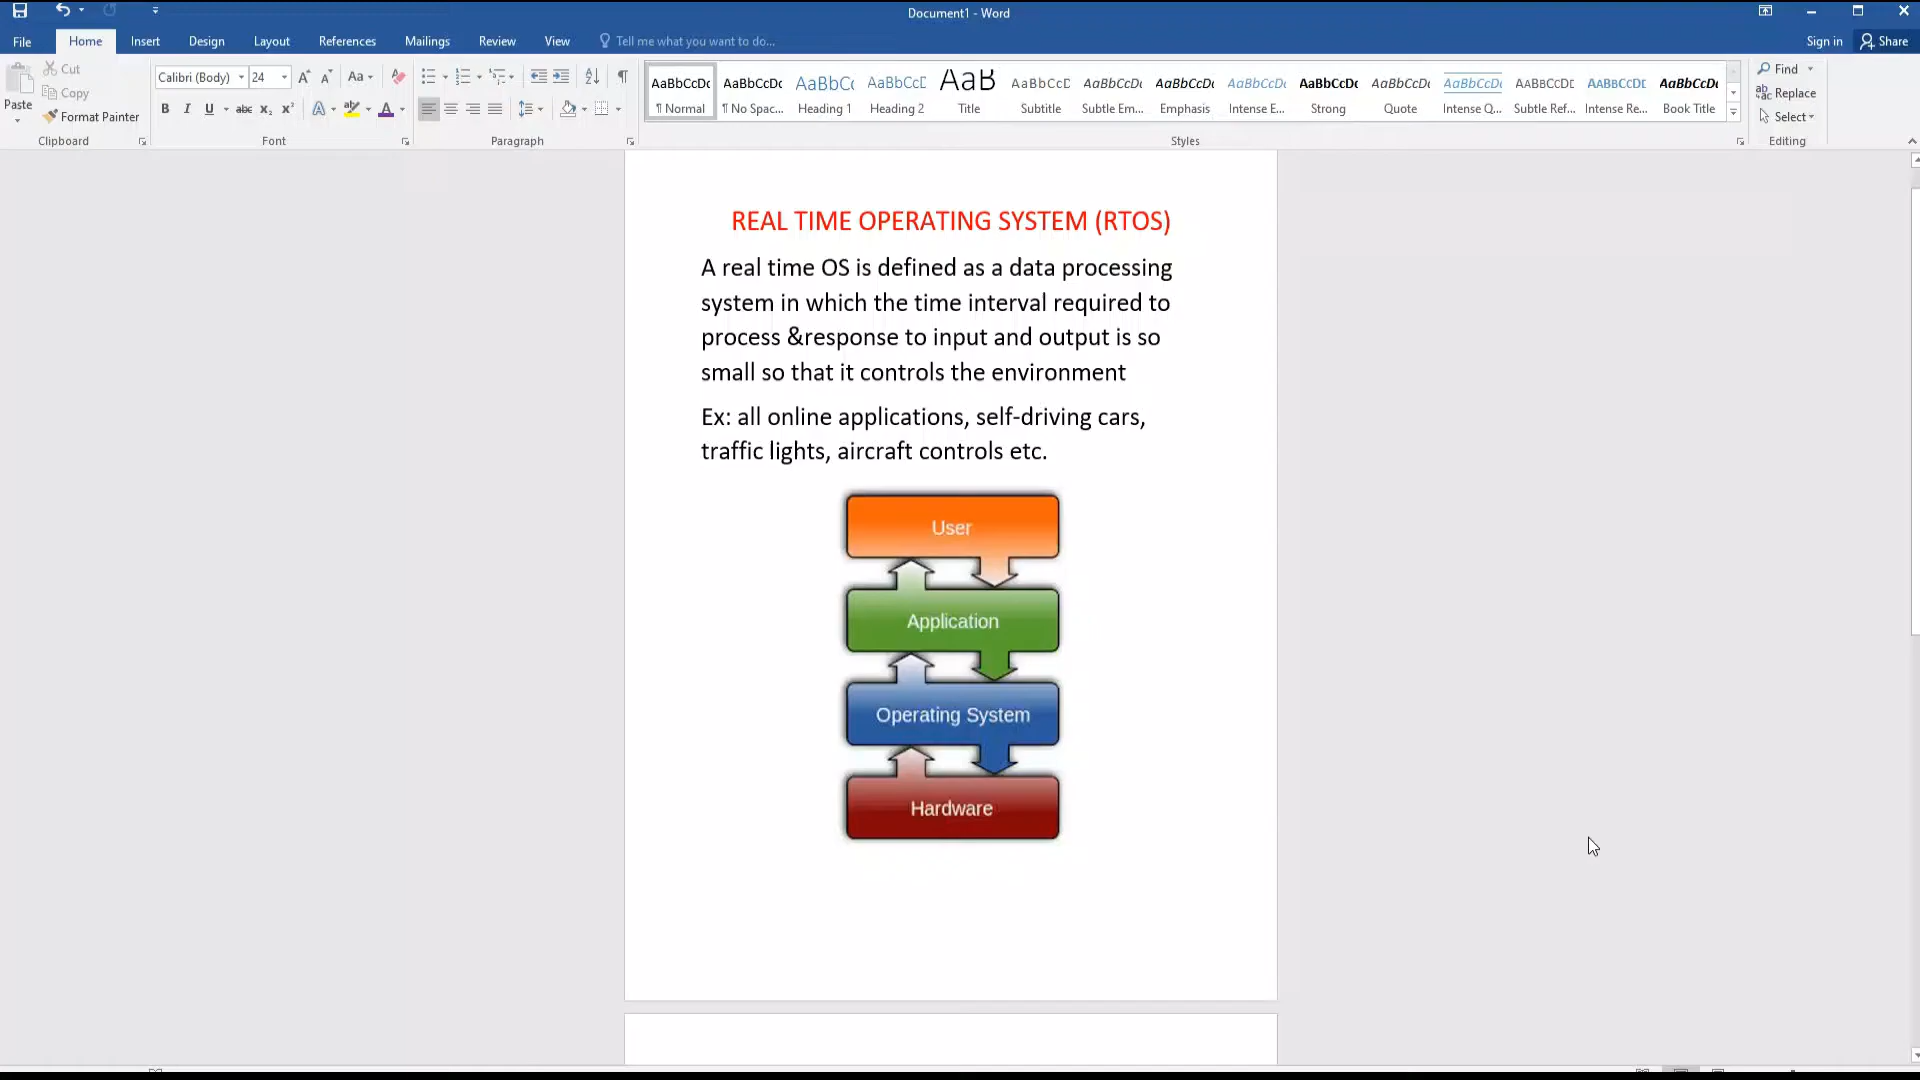 Document1 - Word
File Home Insert Design Layout References Mailings Review View Tell me what you want to do... Sign in Share
Cut
Copy
Format Painter
Paste
Clipboard
Calibri (Body) 24
Font
Paragraph
AaBbCcDc AaBbCcDc AaBbC( AaBbCcE AaB AaBbCcD AaBbCcDc AaBbCcDc AaBbCcDc AaBbCcDc AaBbCcDc AaBbCcDc AaBbCcDc AaBbCcDc AaBbCcDc
¶ Normal ¶ No Spac... Heading 1 Heading 2 Title Subtitle Subtle Em... Emphasis Intense E... Strong Quote Intense Q... Subtle Ref... Intense Re... Book Title
Styles
Find
Replace
Select
Editing
REAL TIME OPERATING SYSTEM (RTOS)
A real time OS is defined as a data processing
system in which the time interval required to
process &response to input and output is so
small so that it controls the environment
Ex: all online applications, self-driving cars,
traffic lights, aircraft controls etc.
User
Application
Operating System
Hardware